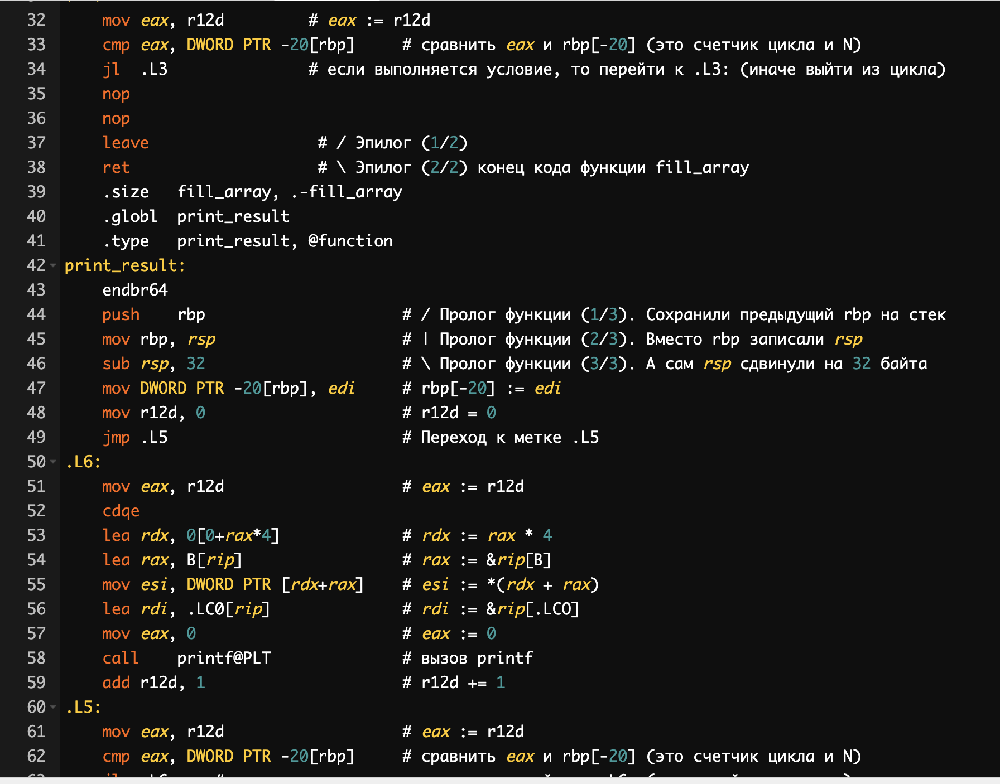 32 mov eax, r12d # eax := r12d
33 cmp eax, DWORD PTR -20[rbp] # сравнить eax и rbp[-20] (это счетчик цикла и N)
34 jl .L3 # если выполняется условие, то перейти к .L3: (иначе выйти из цикла)
35 nop
36 nop
37 leave # / Эпилог (1/2)
38 ret # \ Эпилог (2/2) конец кода функции fill_array
39 .size fill_array, .-fill_array
40 .globl print_result
41 .type print_result, @function
42 print_result:
43 endbr64
44 push rbp # / Пролог функции (1/3). Сохранили предыдущий rbp на стек
45 mov rbp, rsp # | Пролог функции (2/3). Вместо rbp записали rsp
46 sub rsp, 32 # \ Пролог функции (3/3). А сам rsp сдвинули на 32 байта
47 mov DWORD PTR -20[rbp], edi # rbp[-20] := edi
48 mov r12d, 0 # r12d = 0
49 jmp .L5 # Переход к метке .L5
50 .L6:
51 mov eax, r12d # eax := r12d
52 cdqe
53 lea rdx, 0[0+rax*4] # rdx := rax * 4
54 lea rax, B[rip] # rax := &rip[B]
55 mov esi, DWORD PTR [rdx+rax] # esi := *(rdx + rax)
56 lea rdi, .LC0[rip] # rdi := &rip[.LCO]
57 mov eax, 0 # eax := 0
58 call printf@PLT # вызов printf
59 add r12d, 1 # r12d += 1
60 .L5:
61 mov eax, r12d # eax := r12d
62 cmp eax, DWORD PTR -20[rbp] # сравнить eax и rbp[-20] (это счетчик цикла и N)